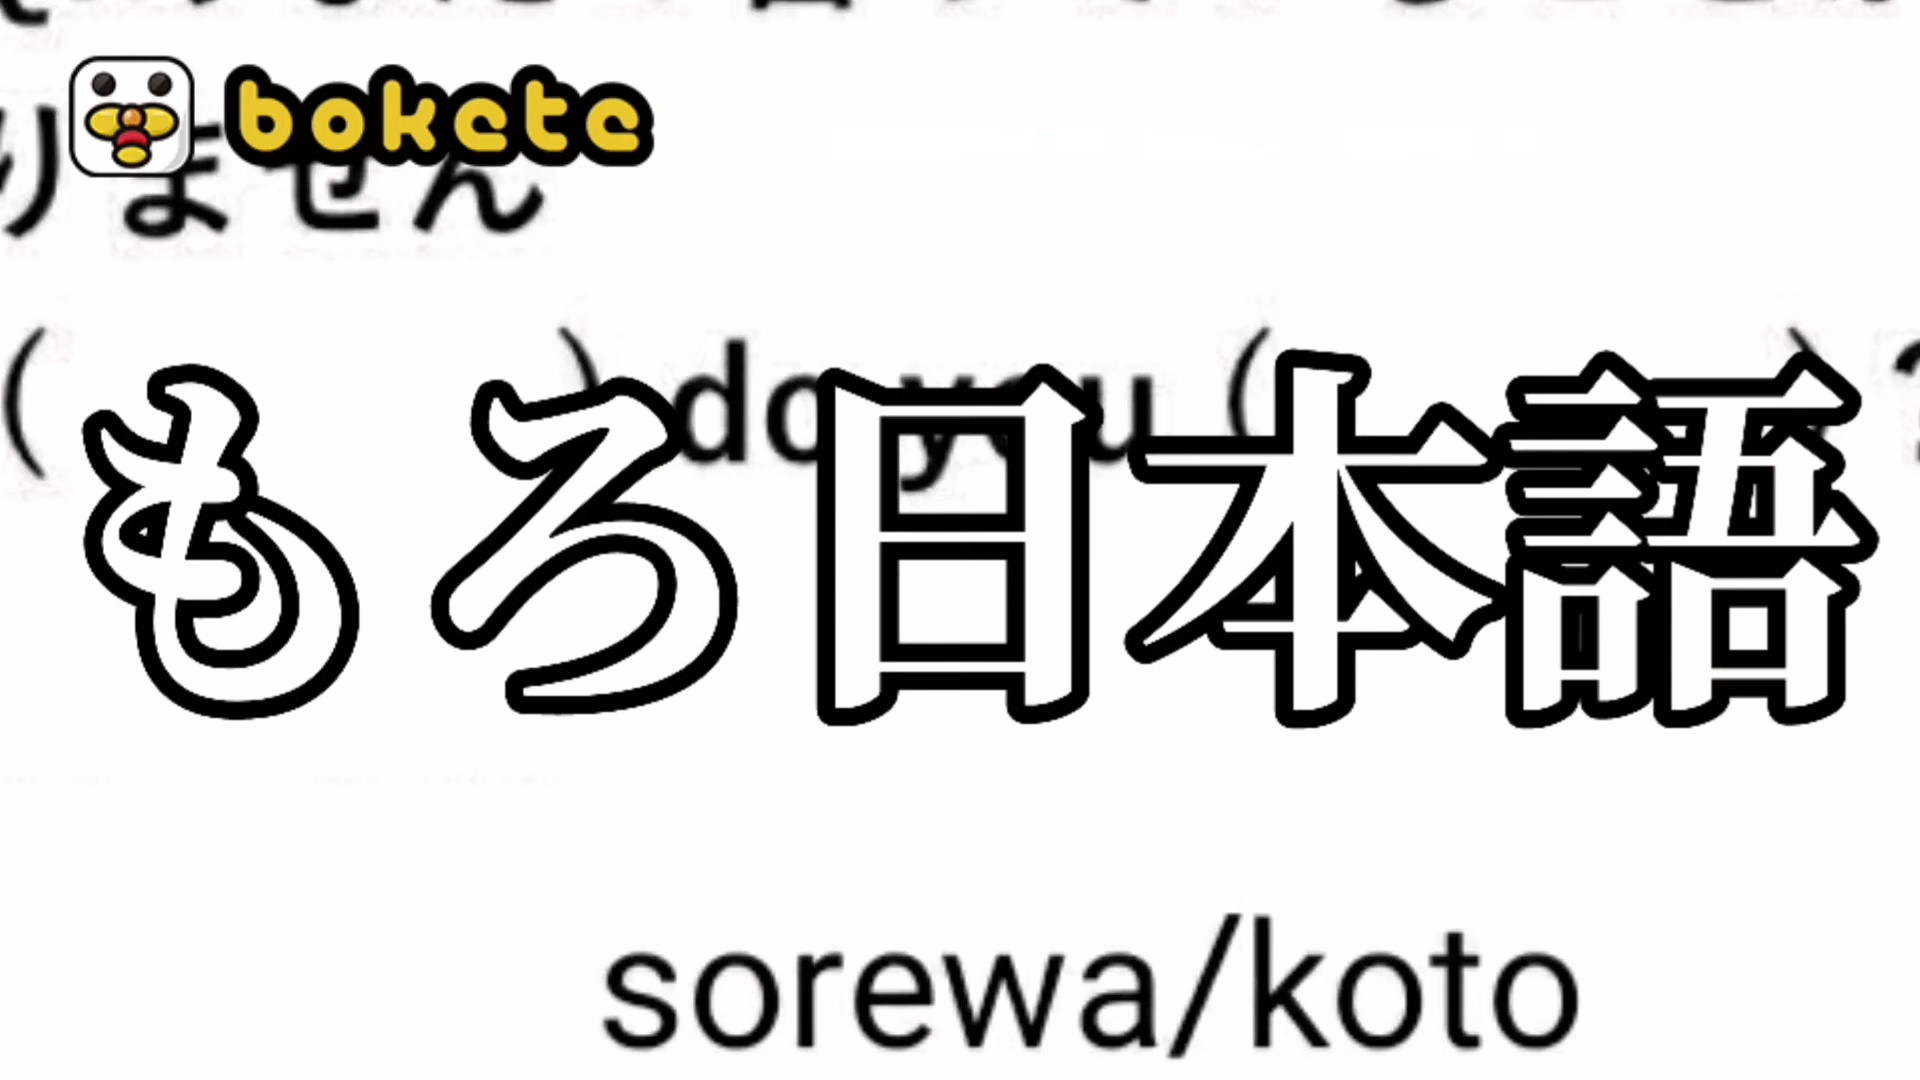 bokete
りません
( ) do you ( ) ?
もろ日本語
sorewa/koto